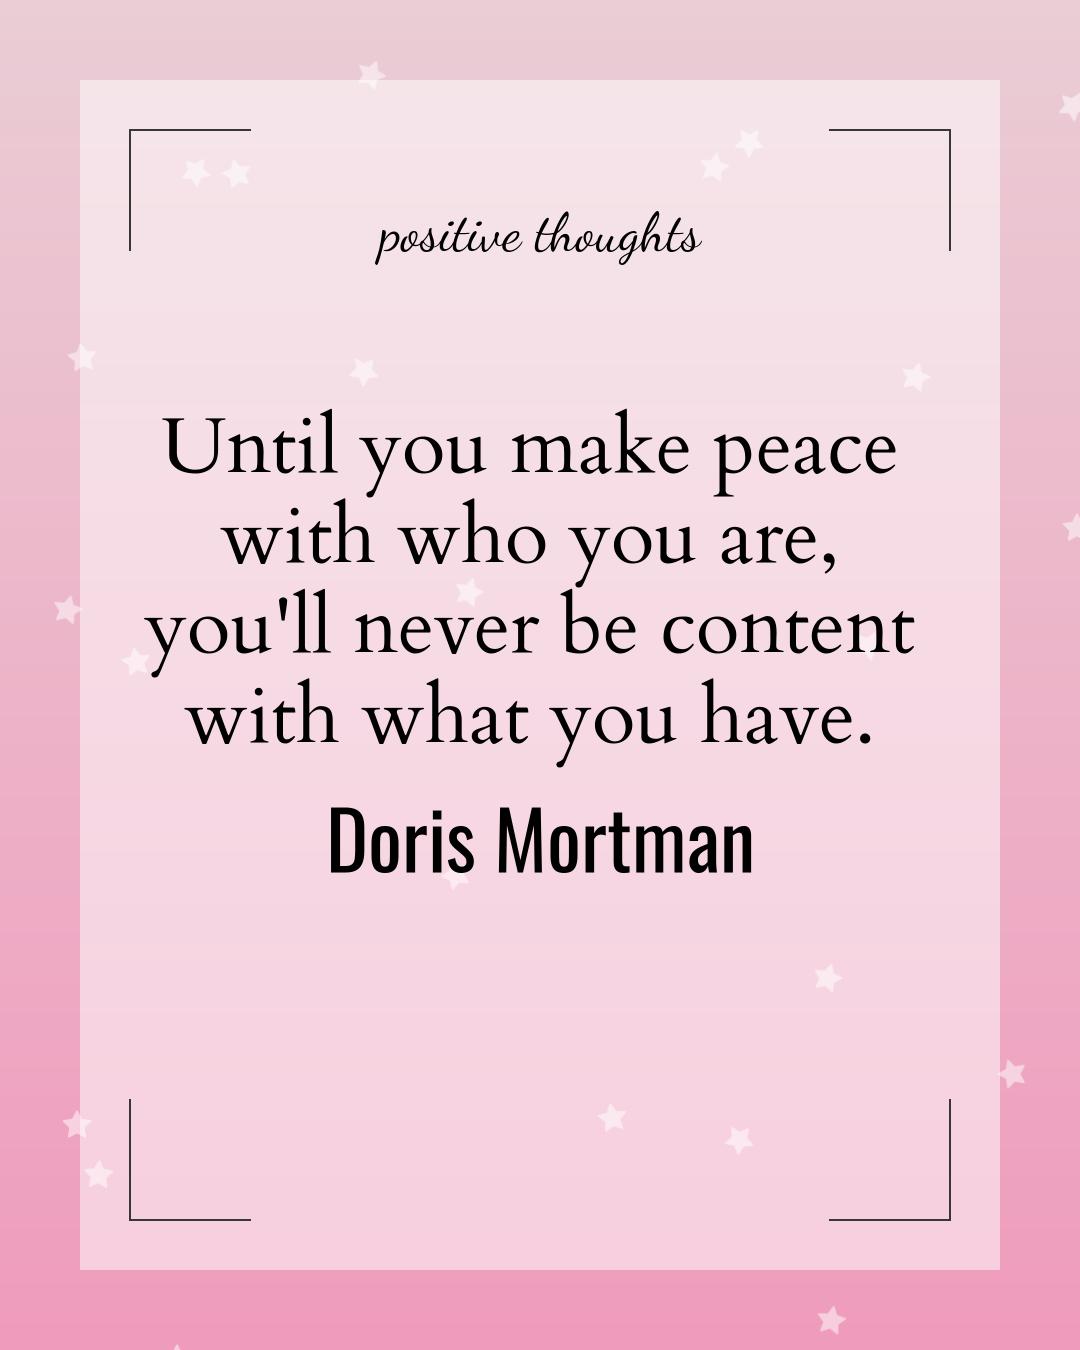 positive thoughts
Until you make peace
with who you are,
you'll never be content
with what you have.
Doris Mortman